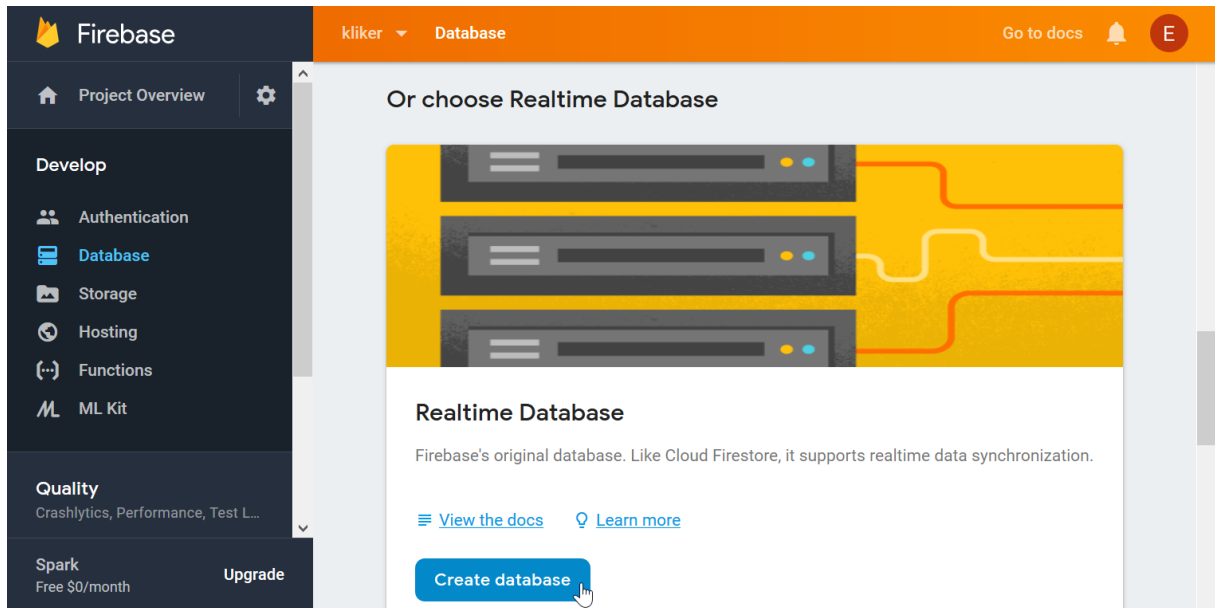 Firebase
kliker Database Go to docs E
Project Overview
Develop
Authentication
Database
Storage
Hosting
Functions
ML Kit
Quality
Crashlytics, Performance, Test L...
Spark
Free $0/month
Upgrade
Or choose Realtime Database
Realtime Database
Firebase's original database. Like Cloud Firestore, it supports realtime data synchronization.
View the docs Learn more
Create database